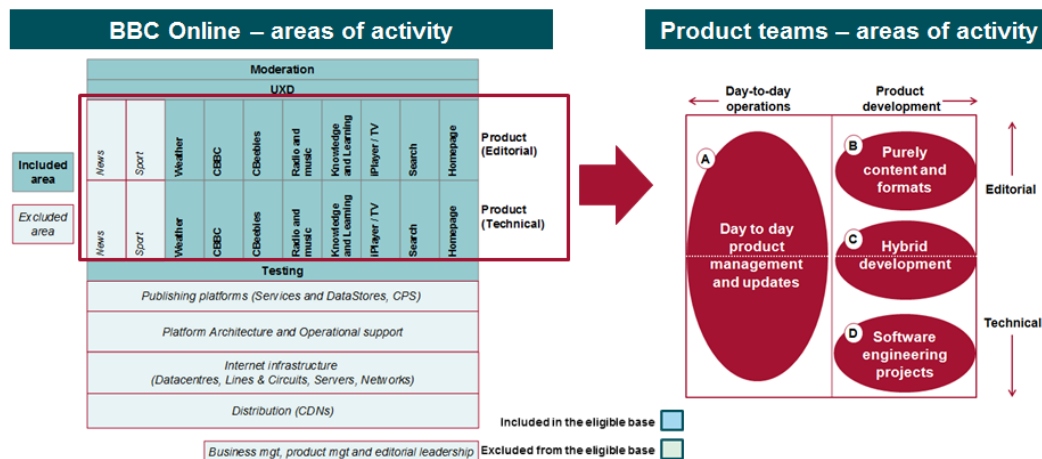 BBC Online – areas of activity
Product teams – areas of activity
Moderation
UXD
News
Sport
Weather
CBBC
CBeebies
Radio and
music
Knowledge
and Learning
iPlayer / TV
Search
Homepage
Product
(Editorial)
Included
area
Excluded
area
News
Sport
Weather
CBBC
CBeebies
Radio and
music
Knowledge
and Learning
iPlayer / TV
Search
Homepage
Product
(Technical)
Testing
Publishing platforms (Services and DataStores, CPS)
Platform Architecture and Operational support
Internet infrastructure
(Datacentres, Lines & Circuits, Servers, Networks)
Distribution (CDNs)
Business mgt, product mgt and editorial leadership
Included in the eligible base
Excluded from the eligible base
Day-to-day
operations
Product
development
A
Day to day
product
management
and updates
B
Purely
content and
formats
C
Hybrid
development
D
Software
engineering
projects
Editorial
Technical